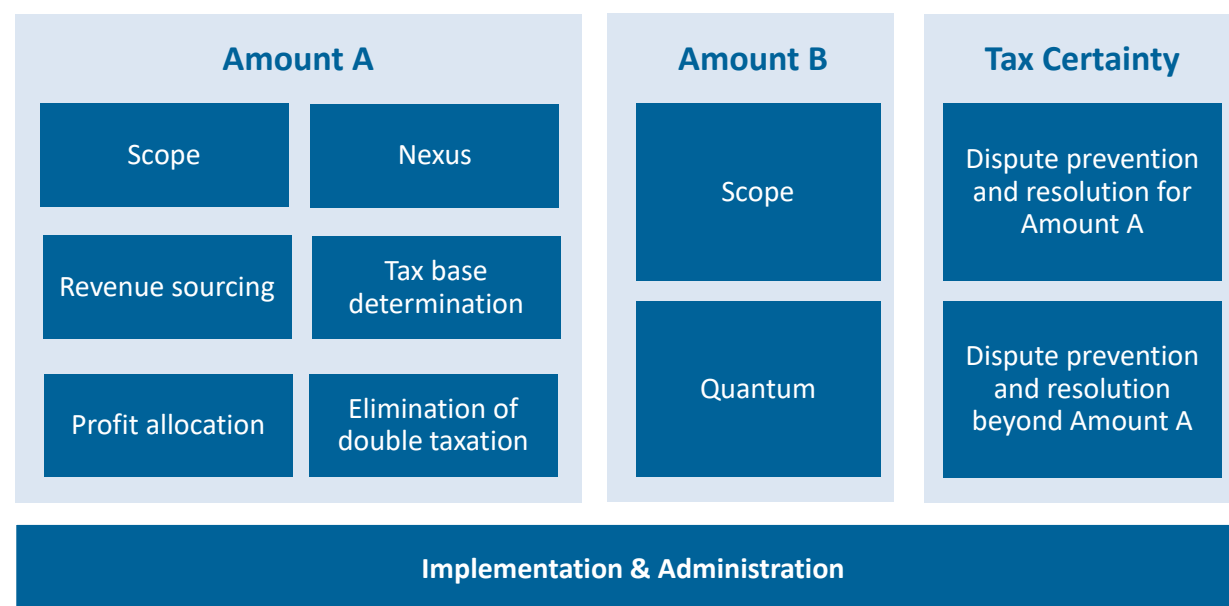 Amount A
Scope
Nexus
Revenue sourcing
Tax base
determination
Profit allocation
Elimination of
double taxation
Amount B
Scope
Quantum
Tax Certainty
Dispute prevention
and resolution for
Amount A
Dispute prevention
and resolution
beyond Amount A
Implementation & Administration